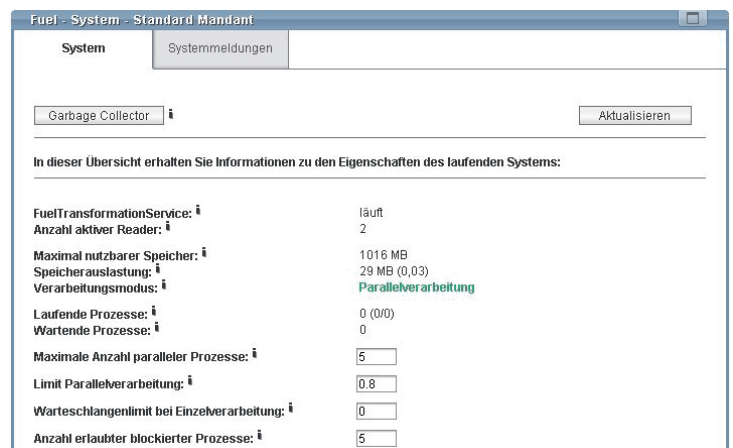 Fuel - System - Standard Mandant
System Systemmeldungen
Garbage Collector i Aktualisieren
In dieser Übersicht erhalten Sie Informationen zu den Eigenschaften des laufenden Systems:
FuelTransformationService: i läuft
Anzahl aktiver Reader: i 2
Maximal nutzbarer Speicher: i 1016 MB
Speicherauslastung: i 29 MB (0,03)
Verarbeitungsmodus: i Parallelverarbeitung
Laufende Prozesse: i 0 (0/0)
Wartende Prozesse: i 0
Maximale Anzahl paralleler Prozesse: i 5
Limit Parallelverarbeitung: i 0.8
Warteschlangenlimit bei Einzelverarbeitung: i 0
Anzahl erlaubter blockierter Prozesse: i 5